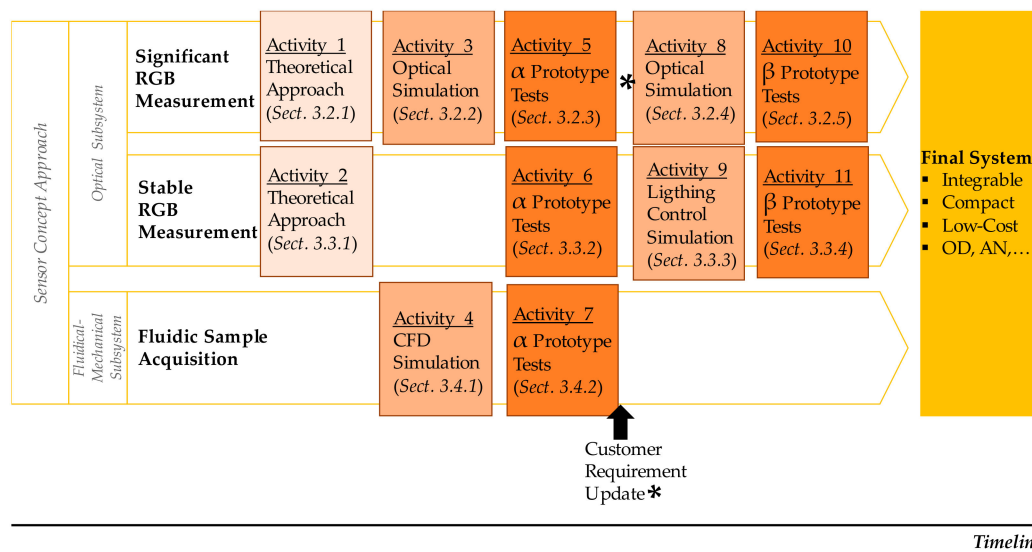 Sensor Concept Approach
Optical Subsystem
Significant
RGB
Measurement
Activity 1
Theoretical
Approach
(Sect. 3.2.1)
Activity 3
Optical
Simulation
(Sect. 3.2.2)
Activity 5
α Prototype
Tests
(Sect. 3.2.3)
*
Activity 8
Optical
Simulation
(Sect. 3.2.4)
Activity 10
β Prototype
Tests
(Sect. 3.2.5)
Stable
RGB
Measurement
Activity 2
Theoretical
Approach
(Sect. 3.3.1)
Activity 6
α Prototype
Tests
(Sect. 3.3.2)
Activity 9
Ligthing
Control
Simulation
(Sect. 3.3.3)
Activity 11
β Prototype
Tests
(Sect. 3.3.4)
Fluidical-
Mechanical
Subsystem
Fluidic Sample
Acquisition
Activity 4
CFD
Simulation
(Sect. 3.4.1)
Activity 7
α Prototype
Tests
(Sect. 3.4.2)
Customer
Requirement
Update*
Final System
▪ Integrable
▪ Compact
▪ Low-Cost
▪ OD, AN,…
Timelin